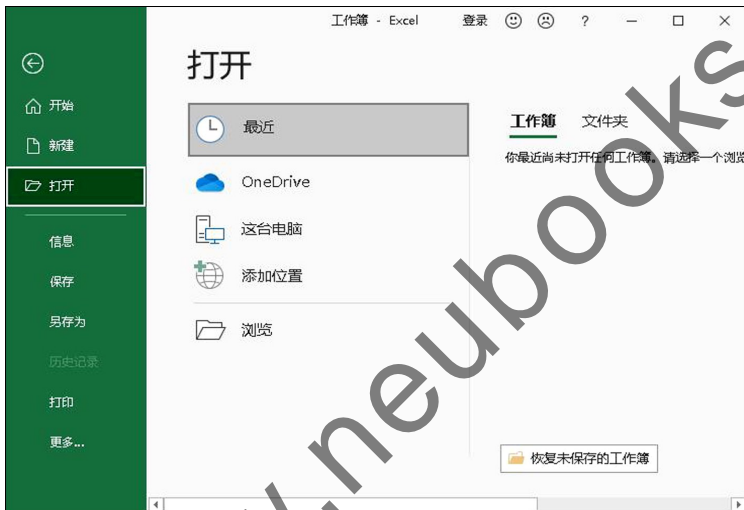 工作簿 - Excel 登录 ?
打开
开始
新建
打开
信息
保存
另存为
历史记录
打印
更多...
最近
OneDrive
这台电脑
添加位置
浏览
工作簿 文件夹
你最近尚未打开任何工作簿。请选择一个浏览
恢复未保存的工作簿
www.neubooks